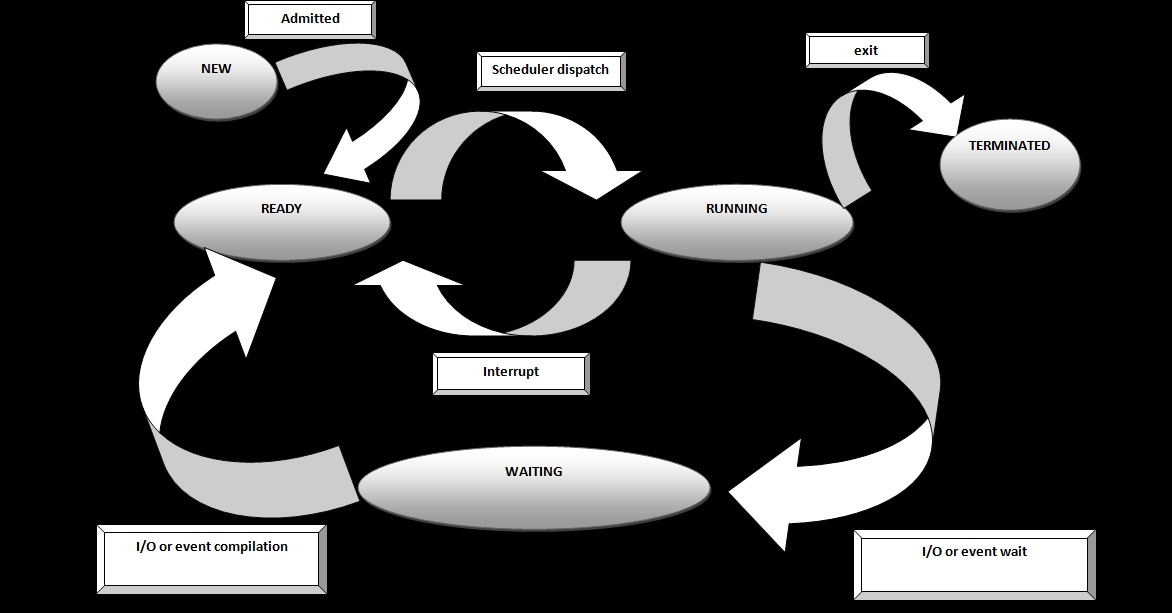 Admitted
NEW
Scheduler dispatch
exit
TERMINATED
READY
RUNNING
Interrupt
WAITING
I/O or event compilation
I/O or event wait